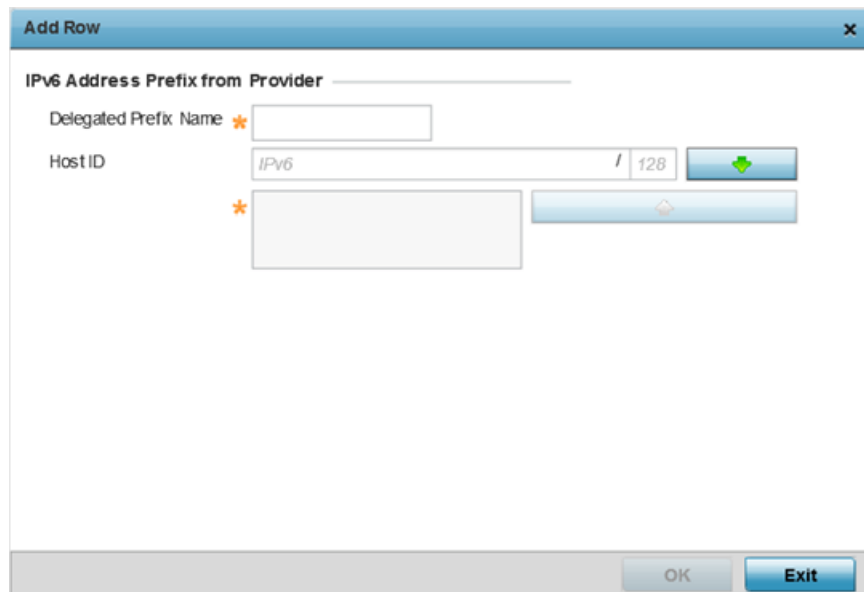 Add Row
IPv6 Address Prefix from Provider
Delegated Prefix Name *
Host ID IPv6 / 128
*
OK Exit